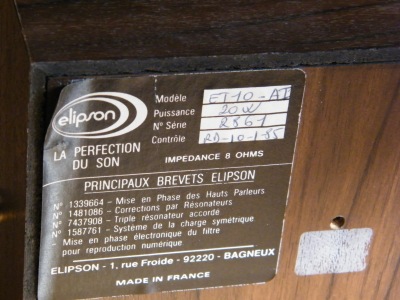 elipson
LA PERFECTION
DU SON
Modèle ET10-AT
Puissance 20W
N° Série 2861
Contrôle RD-10-1-85
IMPEDANCE 8 OHMS
PRINCIPAUX BREVETS ELIPSON
N° 1339664 - Mise en Phase des Hauts Parleurs
N° 1481086 - Corrections par Résonateurs
N° 7437908 - Triple résonateur accordé
N° 1587761 - Système de la charge symétrique
- Mise en phase électronique du filtre
pour reproduction numérique
ELIPSON - 1, rue Froide - 92220 - BAGNEUX
MADE IN FRANCE